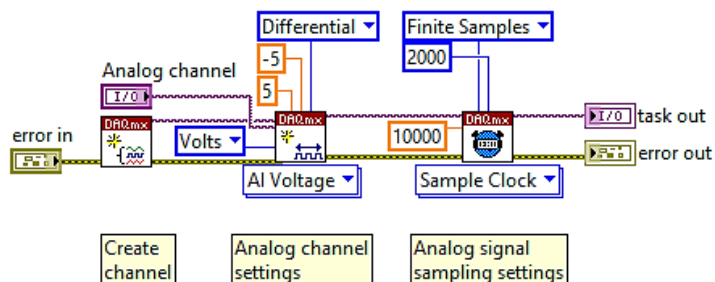 Differential
Finite Samples
-5
2000
Analog channel
5
I/O
DAQmx
DAQmx
DAQmx
I/O
task out
error in
Volts
10000
error out
AI Voltage
Sample Clock
Create
channel
Analog channel
settings
Analog signal
sampling settings